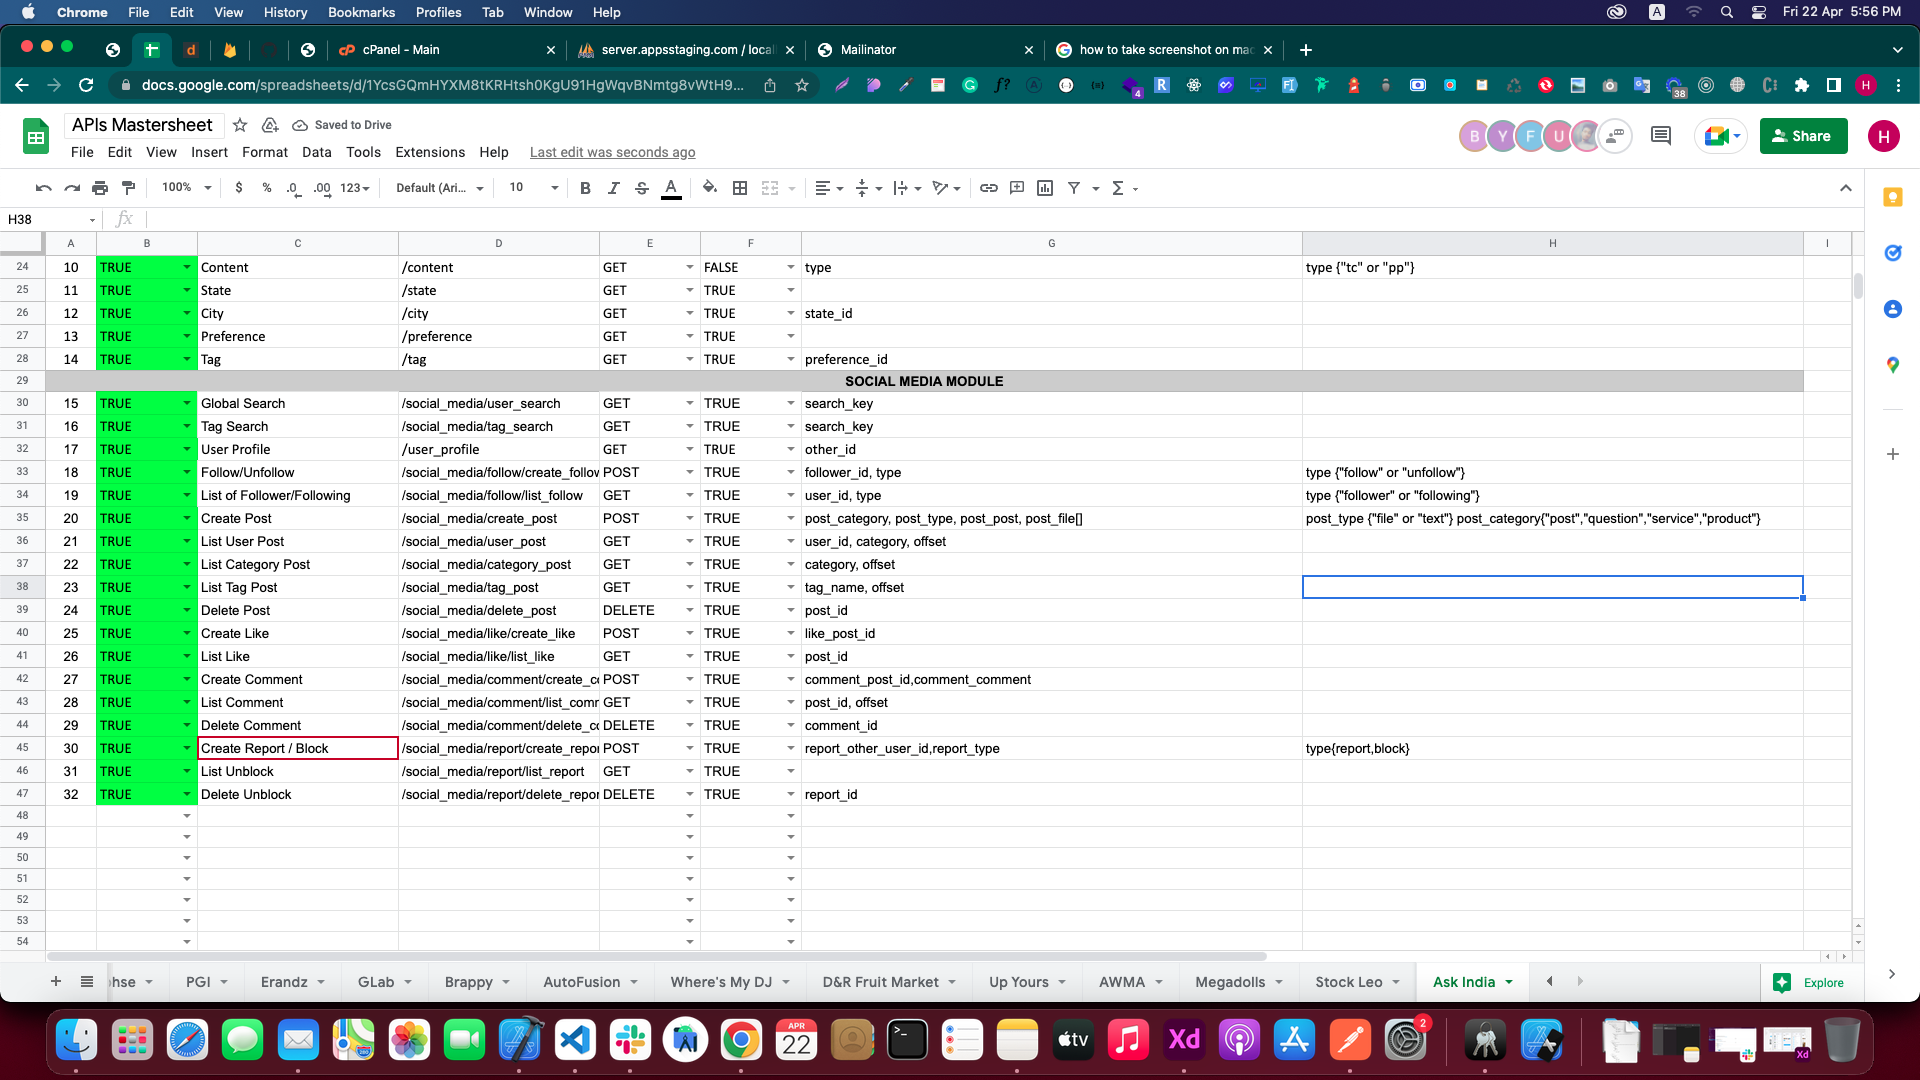 Chrome File Edit View History Bookmarks Profiles Tab Window Help A Fri 22 Apr 5:56 PM
cPanel - Main server.appsstaging.com / local Mailinator how to take screenshot on mac
docs.google.com/spreadsheets/d/1YcsGQmHYXM8tKRHtsh0KgU91HgWqvBNmtg8vWtH9... 4 38 H
APIs Mastersheet Saved to Drive B Y F U Share H
File Edit View Insert Format Data Tools Extensions Help Last edit was seconds ago
100% $ % .0 .00 123 Default (Ari... 10 B I S A
H38 fx
A B C D E F G H I
24 10 TRUE Content /content GET FALSE type type {"tc" or "pp"}
25 11 TRUE State /state GET TRUE
26 12 TRUE City /city GET TRUE state_id
27 13 TRUE Preference /preference GET TRUE
28 14 TRUE Tag /tag GET TRUE preference_id
29 SOCIAL MEDIA MODULE
30 15 TRUE Global Search /social_media/user_search GET TRUE search_key
31 16 TRUE Tag Search /social_media/tag_search GET TRUE search_key
32 17 TRUE User Profile /user_profile GET TRUE other_id
33 18 TRUE Follow/Unfollow /social_media/follow/create_follow POST TRUE follower_id, type type {"follow" or "unfollow"}
34 19 TRUE List of Follower/Following /social_media/follow/list_follow GET TRUE user_id, type type {"follower" or "following"}
35 20 TRUE Create Post /social_media/create_post POST TRUE post_category, post_type, post_post, post_file[] post_type {"file" or "text"} post_category{"post","question","service","product"}
36 21 TRUE List User Post /social_media/user_post GET TRUE user_id, category, offset
37 22 TRUE List Category Post /social_media/category_post GET TRUE category, offset
38 23 TRUE List Tag Post /social_media/tag_post GET TRUE tag_name, offset
39 24 TRUE Delete Post /social_media/delete_post DELETE TRUE post_id
40 25 TRUE Create Like /social_media/like/create_like POST TRUE like_post_id
41 26 TRUE List Like /social_media/like/list_like GET TRUE post_id
42 27 TRUE Create Comment /social_media/comment/create_co POST TRUE comment_post_id,comment_comment
43 28 TRUE List Comment /social_media/comment/list_comm GET TRUE post_id, offset
44 29 TRUE Delete Comment /social_media/comment/delete_co DELETE TRUE comment_id
45 30 TRUE Create Report / Block /social_media/report/create_repor POST TRUE report_other_user_id,report_type type{report,block}
46 31 TRUE List Unblock /social_media/report/list_report GET TRUE
47 32 TRUE Delete Unblock /social_media/report/delete_repor DELETE TRUE report_id
48
49
50
51
52
53
54
hse PGI Erandz GLab Brappy AutoFusion Where's My DJ D&R Fruit Market Up Yours AWMA Megadolls Stock Leo Ask India Explore
APR 22 tv Xd 2 Xd